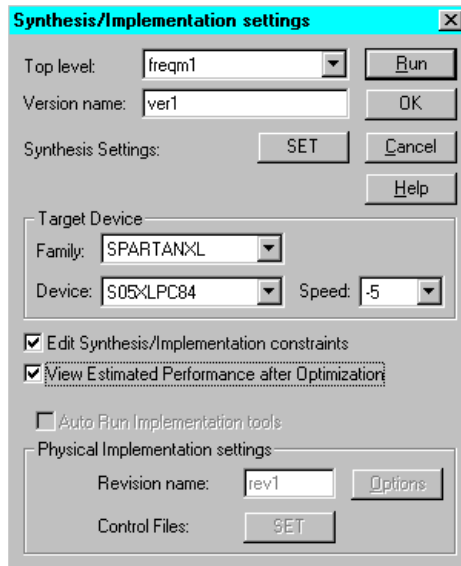 Synthesis/Implementation settings
Top level: freqm1 Run
Version name: ver1 OK
Synthesis Settings: SET Cancel
Help
Target Device
Family: SPARTANXL
Device: S05XLPC84 Speed: -5
Edit Synthesis/Implementation constraints
View Estimated Performance after Optimization
Auto Run Implementation tools
Physical Implementation settings
Revision name: rev1 Options
Control Files: SET